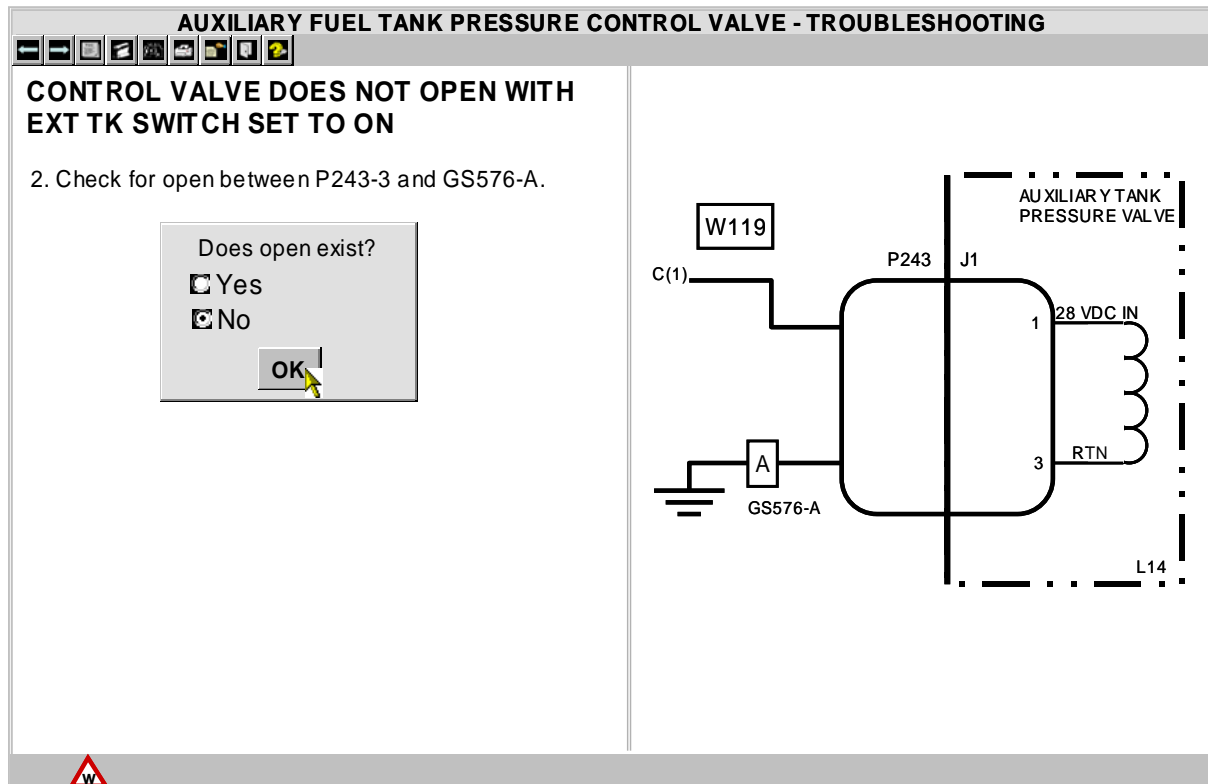 AUXILIARY FUEL TANK PRESSURE CONTROL VALVE - TROUBLESHOOTING
CONTROL VALVE DOES NOT OPEN WITH
EXT TK SWITCH SET TO ON
2. Check for open between P243-3 and GS576-A.
Does open exist?
Yes
No
OK
AUXILIARY TANK
PRESSURE VALVE
W119
P243
J1
C(1)
1
28 VDC IN
A
3
RTN
GS576-A
L14
W